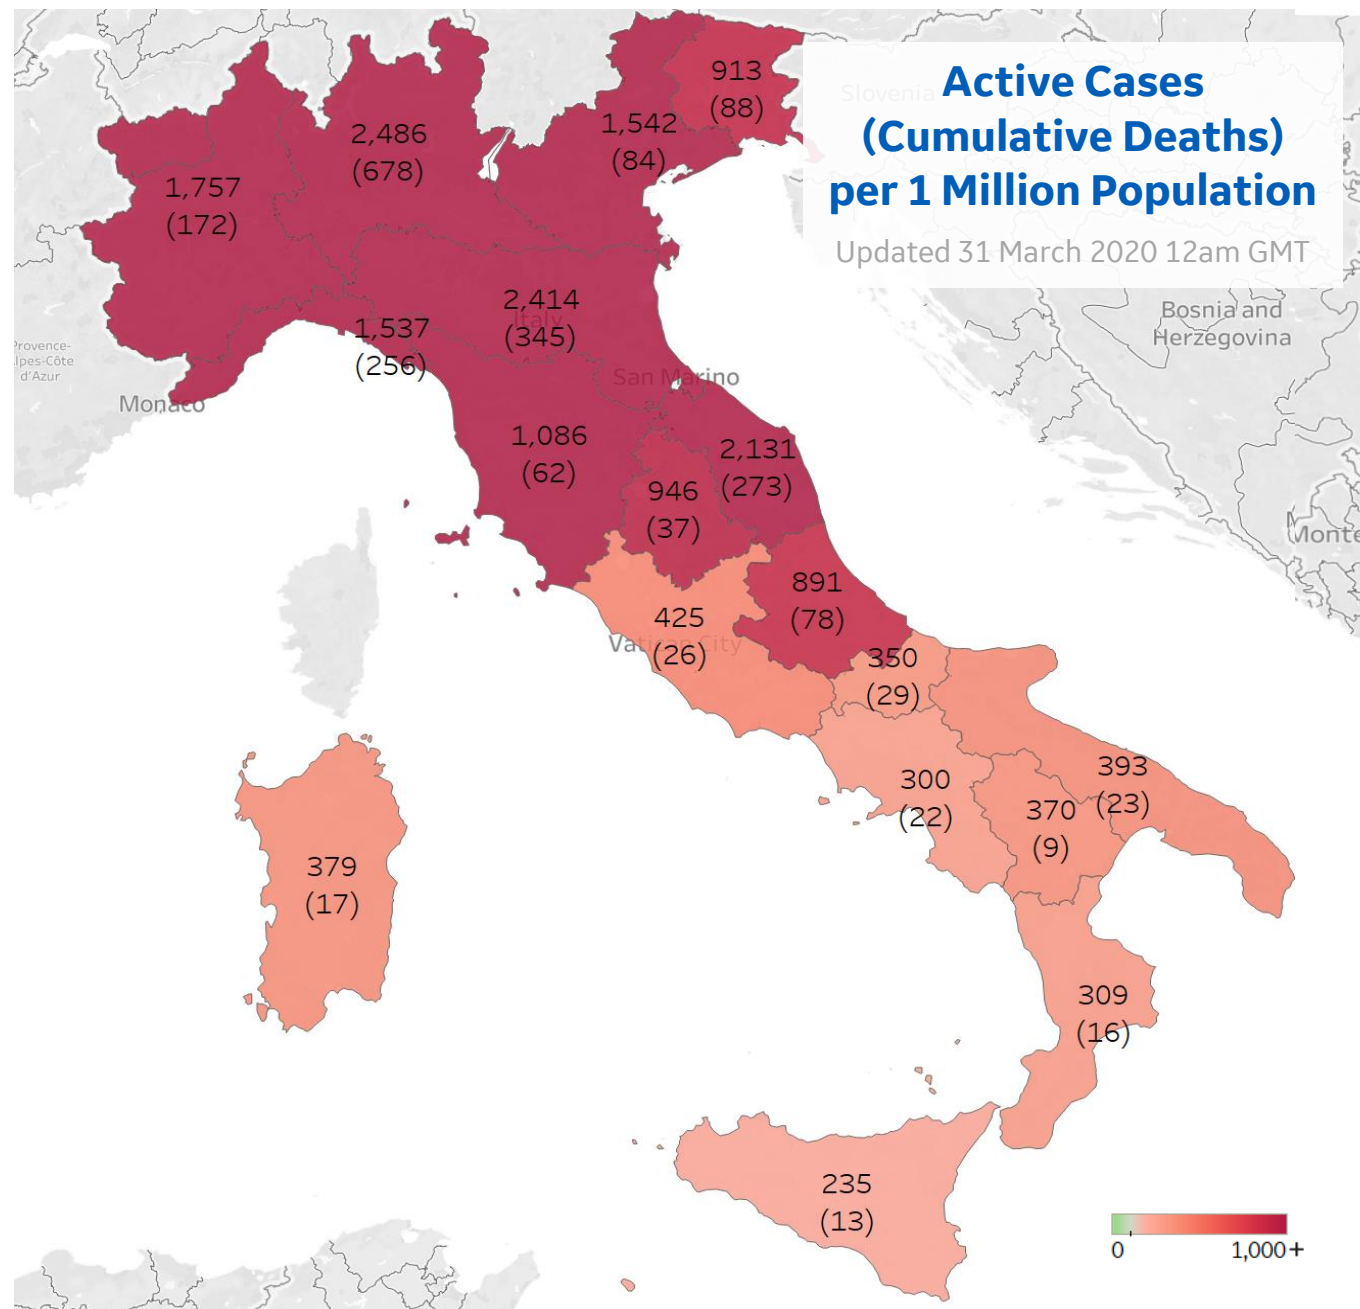 Active Cases
(Cumulative Deaths)
per 1 Million Population
Updated 31 March 2020 12am GMT
Slovenia
913
(88)
1,542
(84)
2,486
(678)
1,757
(172)
2,414
Italy
(345)
1,537
(256)
Bosnia and
Herzegovina
Provence-
lpes-Côte
d'Azur
Monaco
San Marino
1,086
(62)
2,131
(273)
946
(37)
Monte
891
(78)
425
Vatican City
(26)
350
(29)
393
(23)
300
(22)
370
(9)
379
(17)
309
(16)
235
(13)
0
1,000+